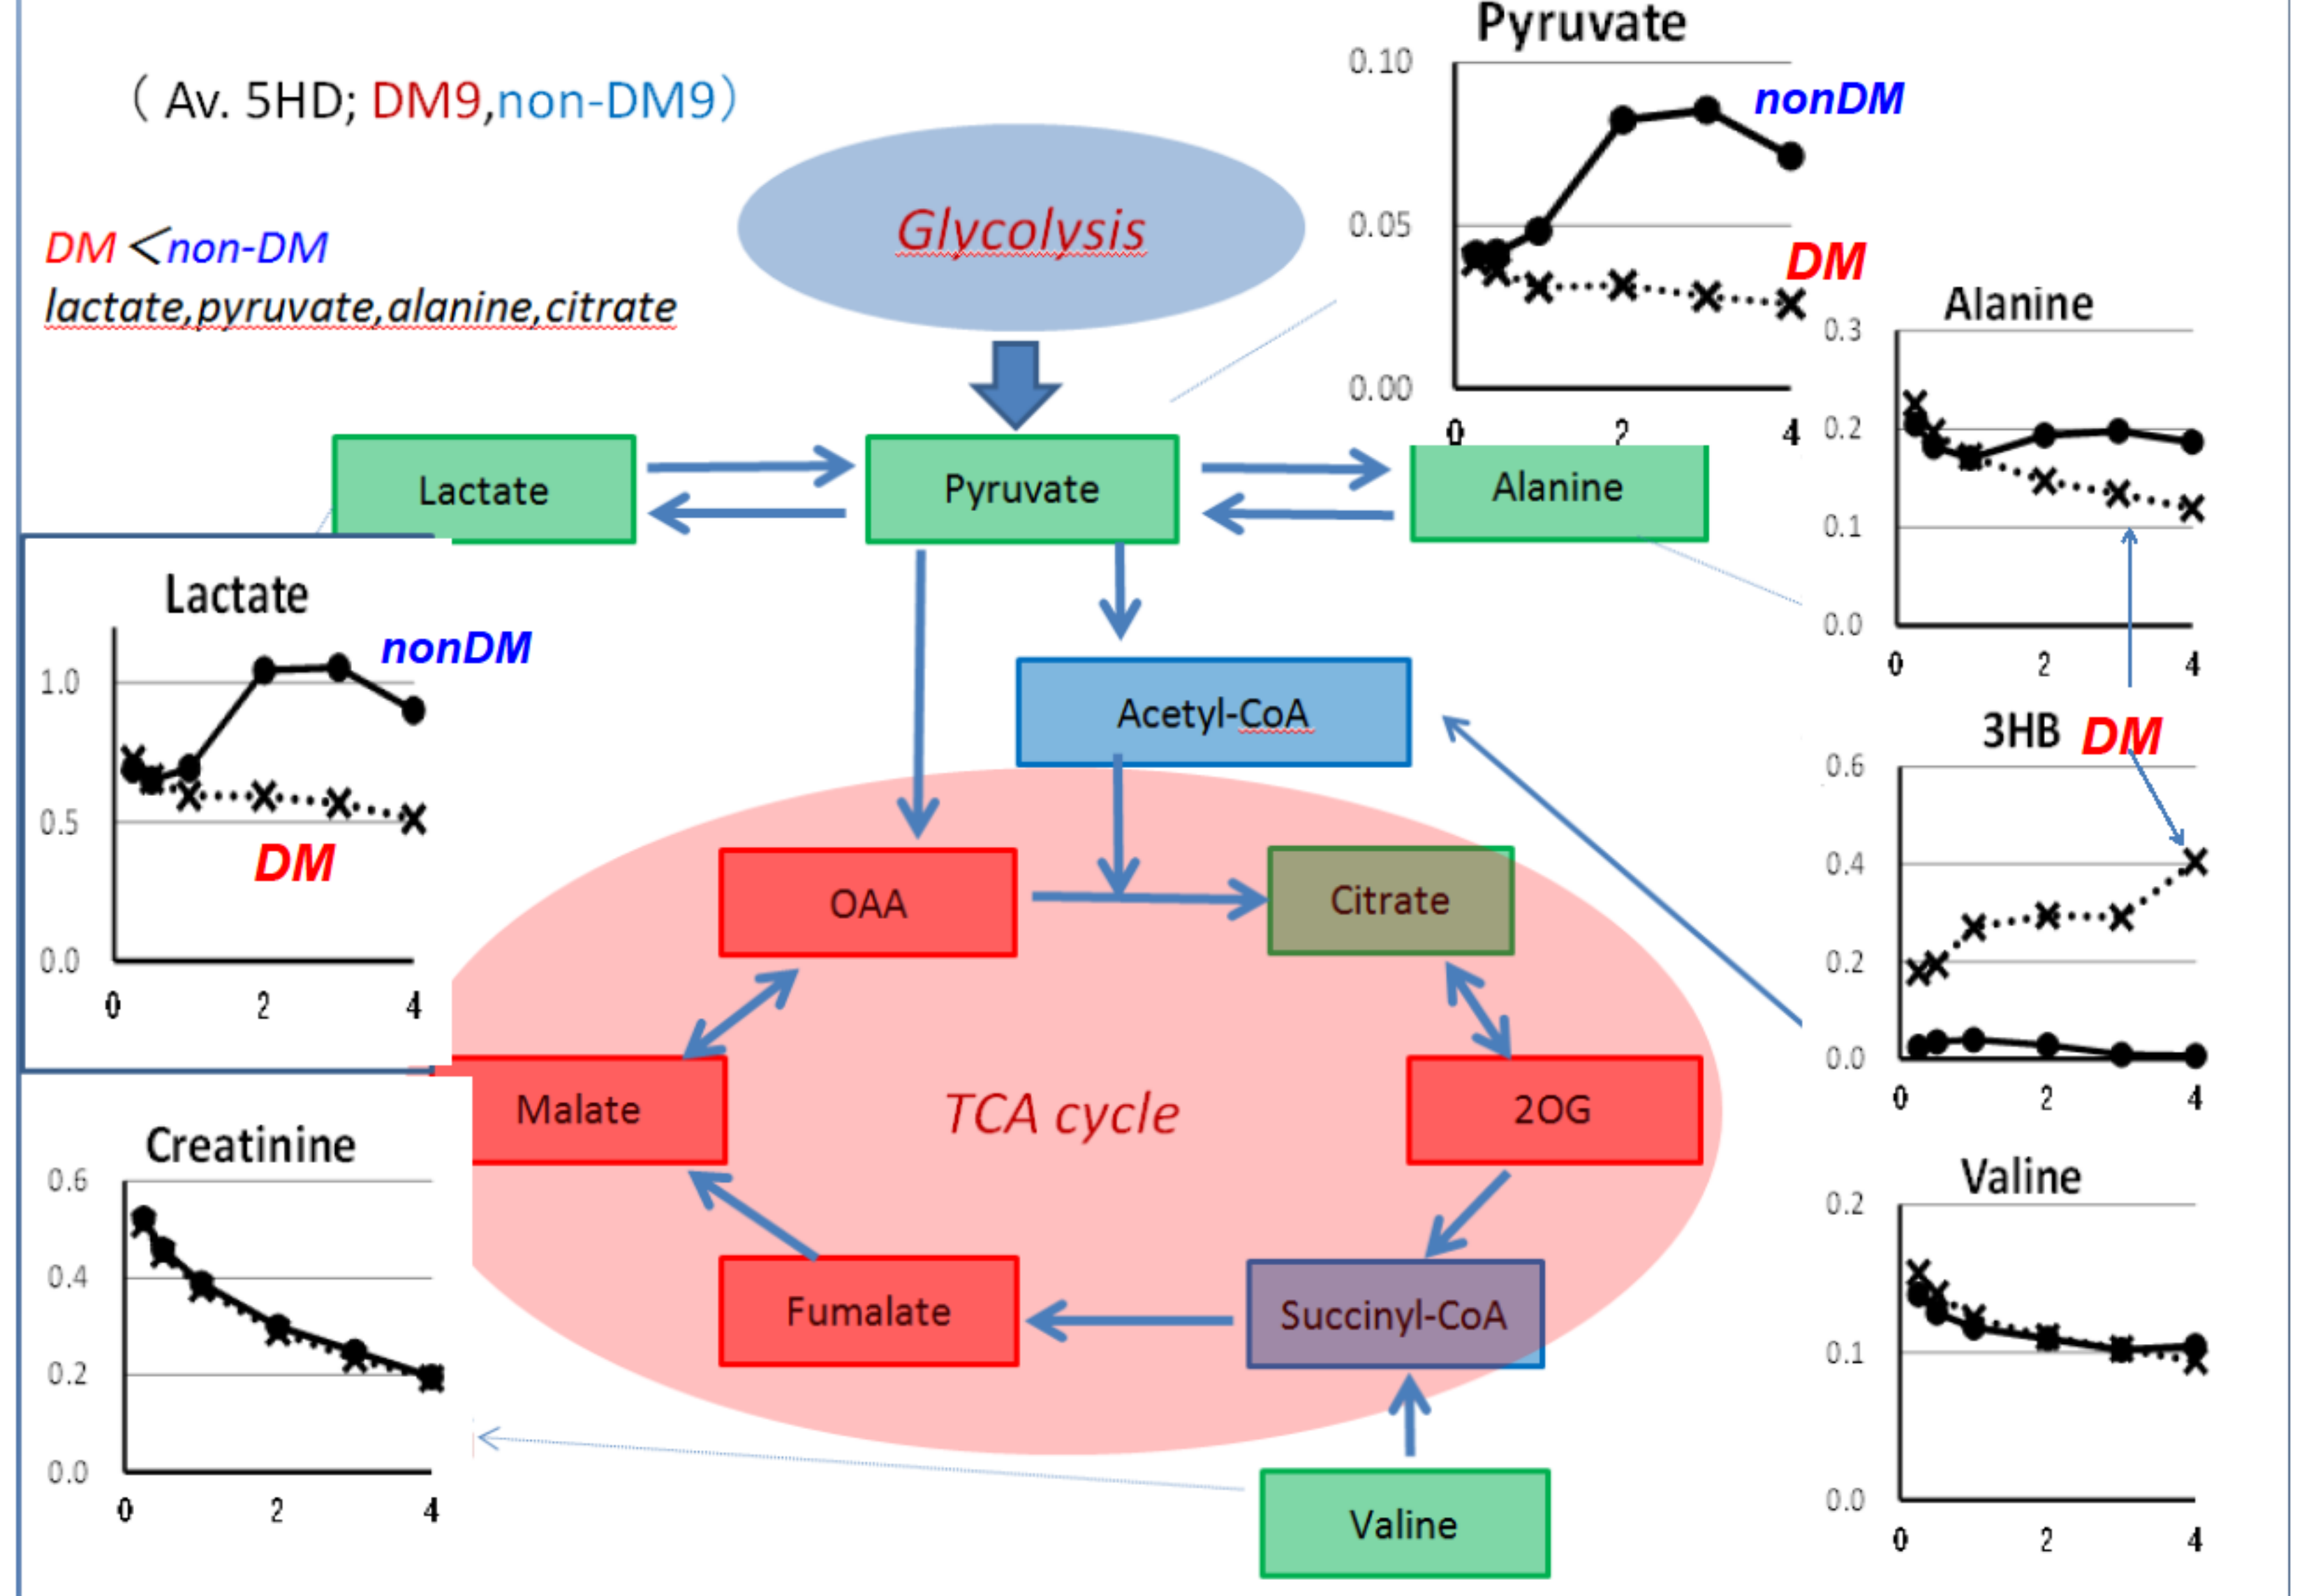 Pyruvate
0.10
0.05
0.00
0 2 4
nonDM
DM
( Av. 5HD; DM9,non-DM9)
DM<non-DM
lactate,pyruvate,alanine,citrate
Glycolysis
Alanine
0.3
0.2
0.1
0.0
0 2 4
Lactate
Pyruvate
Alanine
Lactate
1.0
0.5
0.0
0 2 4
nonDM
DM
Acetyl-CoA
3HB DM
0.6
0.4
0.2
0.0
0 2 4
OAA
Citrate
Malate
TCA cycle
2OG
Creatinine
0.6
0.4
0.2
0.0
0 2 4
Valine
0.2
0.1
0.0
0 2 4
Fumalate
Succinyl-CoA
Valine